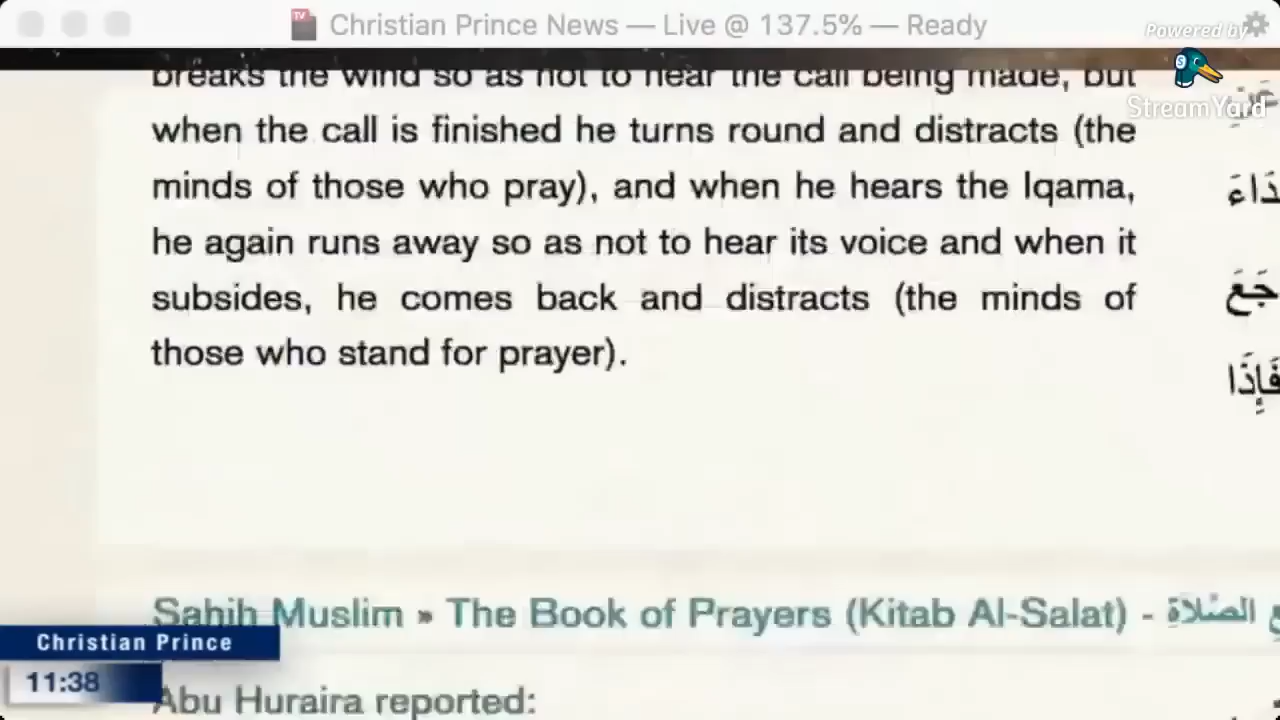 Christian Prince News — Live @ 137.5% — Ready
Powered by
StreamYard
breaks the wind so as not to hear the call being made, but
when the call is finished he turns round and distracts (the
minds of those who pray), and when he hears the Iqama,
he again runs away so as not to hear its voice and when it
subsides, he comes back and distracts (the minds of
those who stand for prayer).
Sahih Muslim » The Book of Prayers (Kitab Al-Salat) - الصلاة
Christian Prince
11:38
Abu Huraira reported: